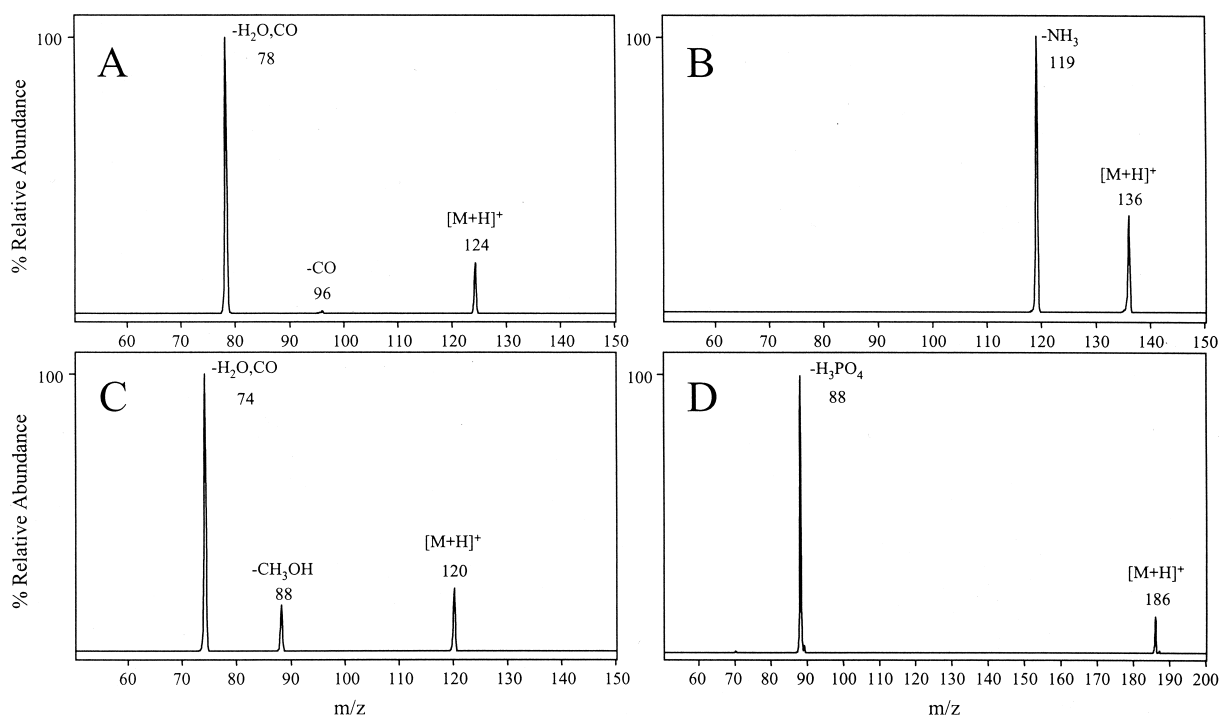 A
100
-H₂O,CO
78
-CO
96
[M+H]⁺
124
% Relative Abundance
60 70 80 90 100 110 120 130 140 150
B
100
-NH₃
119
[M+H]⁺
136
60 70 80 90 100 110 120 130 140 150
C
100
-H₂O,CO
74
-CH₃OH
88
[M+H]⁺
120
% Relative Abundance
60 70 80 90 100 110 120 130 140 150
m/z
D
100
-H₃PO₄
88
[M+H]⁺
186
60 70 80 90 100 110 120 130 140 150 160 170 180 190 200
m/z